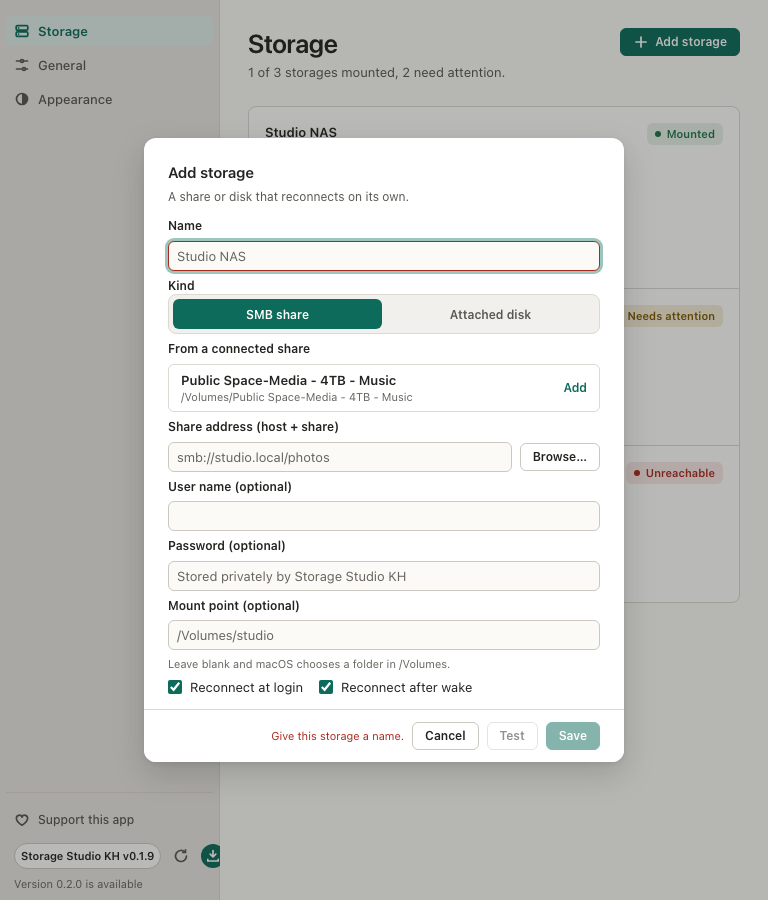 Storage
General
Appearance
Storage
Add storage
1 of 3 storages mounted, 2 need attention.
Studio NAS
Mounted
Needs attention
Unreachable
Add storage
A share or disk that reconnects on its own.
Name
Studio NAS
Kind
SMB share
Attached disk
From a connected share
Public Space-Media - 4TB - Music
/Volumes/Public Space-Media - 4TB - Music
Add
Share address (host + share)
smb://studio.local/photos
Browse...
User name (optional)
Password (optional)
Stored privately by Storage Studio KH
Mount point (optional)
/Volumes/studio
Leave blank and macOS chooses a folder in /Volumes.
Reconnect at login
Reconnect after wake
Give this storage a name.
Cancel
Test
Save
Support this app
Storage Studio KH v0.1.9
Version 0.2.0 is available